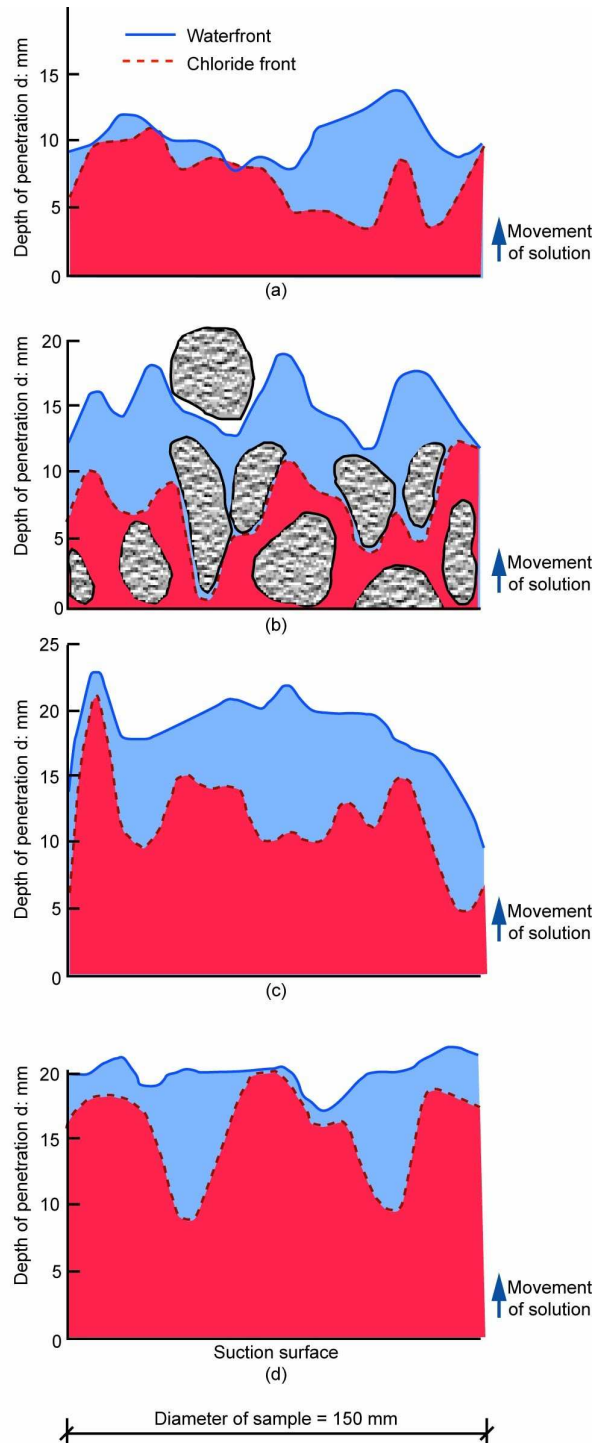 Waterfront
Chloride front
Depth of penetration d: mm
15
10
5
0
Movement
of solution
(a)
Depth of penetration d: mm
20
15
10
5
0
Movement
of solution
(b)
Depth of penetration d: mm
25
20
15
10
5
0
Movement
of solution
(c)
Depth of penetration d: mm
20
15
10
5
0
Movement
of solution
Suction surface
(d)
Diameter of sample = 150 mm